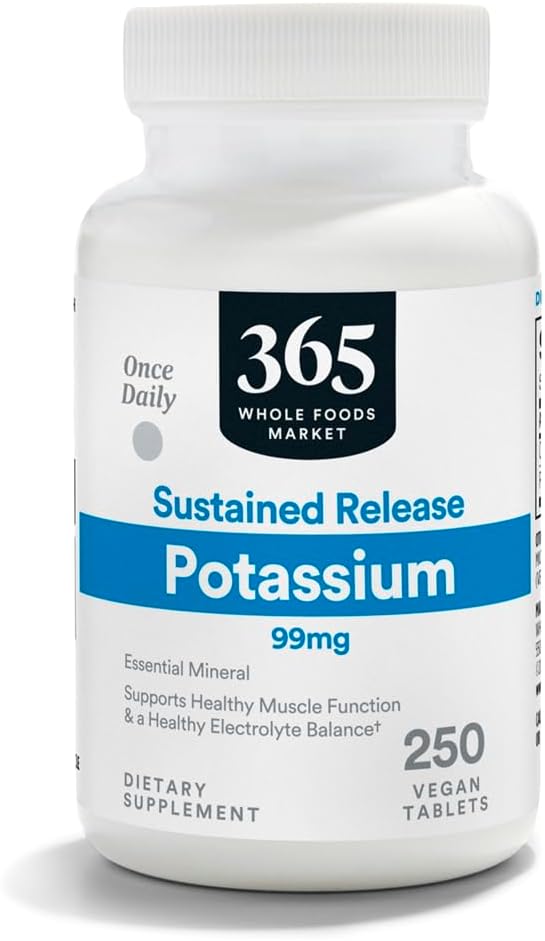 365
WHOLE FOODS
MARKET
Once
Daily
Sustained Release
Potassium
99mg
Essential Mineral
Supports Healthy Muscle Function
& a Healthy Electrolyte Balance†
250
VEGAN
TABLETS
DIETARY
SUPPLEMENT